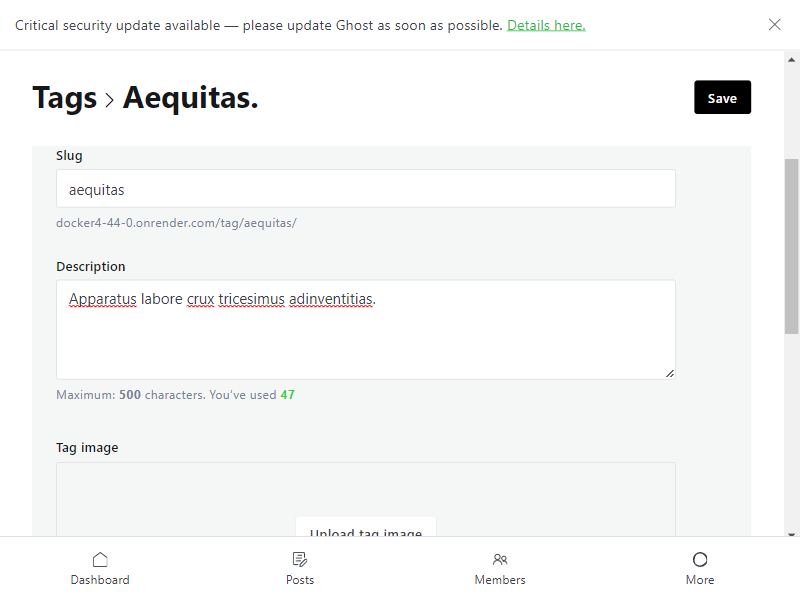 Critical security update available — please update Ghost as soon as possible. Details here.
Tags > Aequitas.
Save
Slug
aequitas
docker4-44-0.onrender.com/tag/aequitas/
Description
Apparatus labore crux tricesimus adinventitias.
Maximum: 500 characters. You've used 47
Tag image
Upload tag image
Dashboard
Posts
Members
More